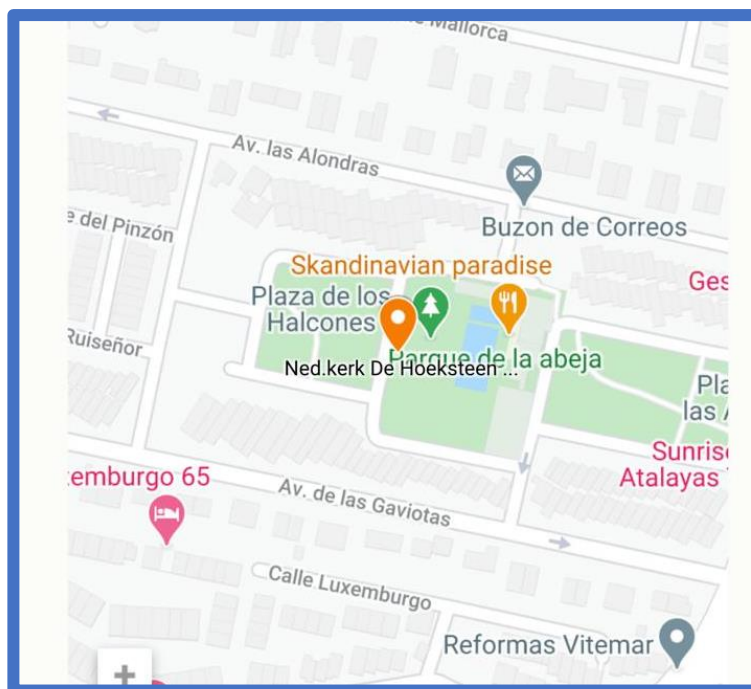 Mallorca
Av. las Alondras
Buzon de Correos
e del Pinzón
Skandinavian paradise
Ges
Plaza de los
Halcones
Ruiseñor
Parque de la abeja
Ned.kerk De Hoeksteen ...
Pla
las
Sunris
Atalayas
emburgo 65
Av. de las Gaviotas
Calle Luxemburgo
Reformas Vitemar
+